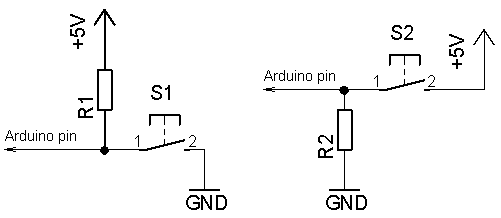 +5V
R1
S1
Arduino pin
1 2
GND
S2
+5V
Arduino pin
1 2
R2
GND